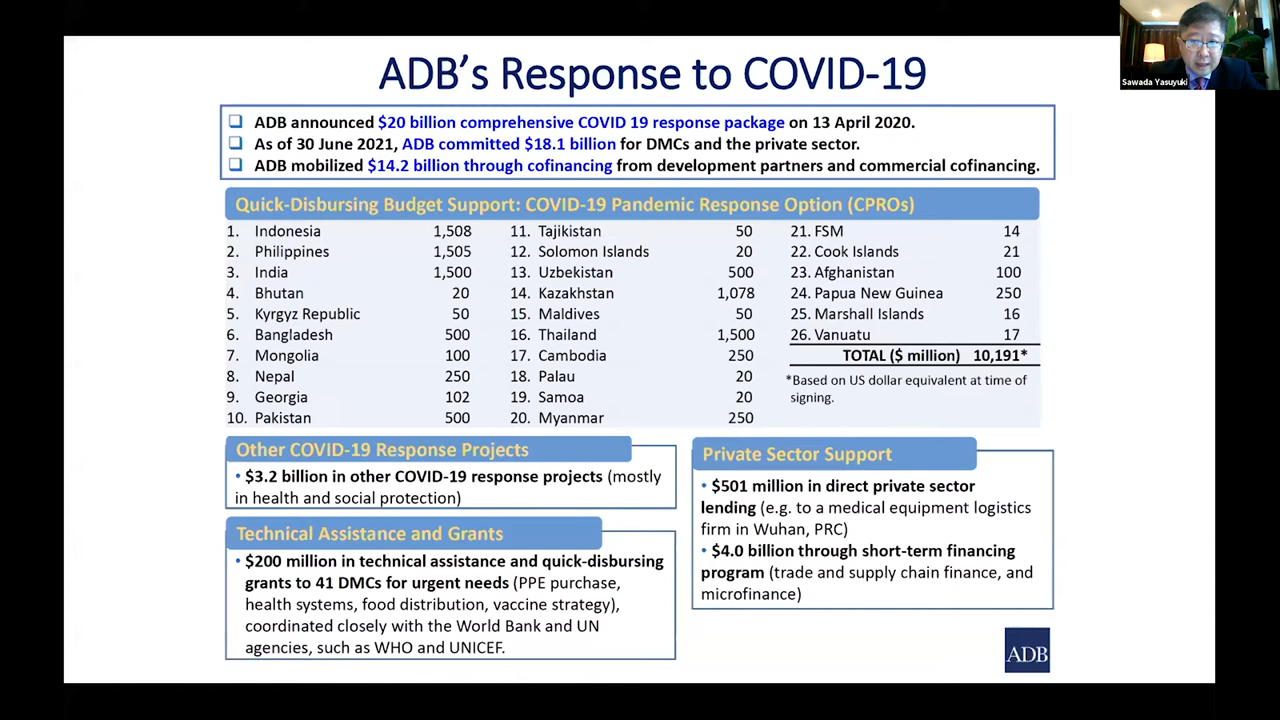 ADB's Response to COVID-19
Sawada Yasuyuki
❑ ADB announced $20 billion comprehensive COVID 19 response package on 13 April 2020.
❑ As of 30 June 2021, ADB committed $18.1 billion for DMCs and the private sector.
❑ ADB mobilized $14.2 billion through cofinancing from development partners and commercial cofinancing.
Quick-Disbursing Budget Support: COVID-19 Pandemic Response Option (CPROs)
1. Indonesia 1,508
2. Philippines 1,505
3. India 1,500
4. Bhutan 20
5. Kyrgyz Republic 50
6. Bangladesh 500
7. Mongolia 100
8. Nepal 250
9. Georgia 102
10. Pakistan 500
11. Tajikistan 50
12. Solomon Islands 20
13. Uzbekistan 500
14. Kazakhstan 1,078
15. Maldives 50
16. Thailand 1,500
17. Cambodia 250
18. Palau 20
19. Samoa 20
20. Myanmar 250
21. FSM 14
22. Cook Islands 21
23. Afghanistan 100
24. Papua New Guinea 250
25. Marshall Islands 16
26. Vanuatu 17
TOTAL ($ million) 10,191*
*Based on US dollar equivalent at time of
signing.
Other COVID-19 Response Projects
• $3.2 billion in other COVID-19 response projects (mostly
in health and social protection)
Technical Assistance and Grants
• $200 million in technical assistance and quick-disbursing
grants to 41 DMCs for urgent needs (PPE purchase,
health systems, food distribution, vaccine strategy),
coordinated closely with the World Bank and UN
agencies, such as WHO and UNICEF.
Private Sector Support
• $501 million in direct private sector
lending (e.g. to a medical equipment logistics
firm in Wuhan, PRC)
• $4.0 billion through short-term financing
program (trade and supply chain finance, and
microfinance)
ADB